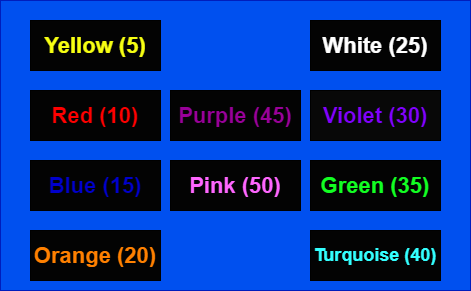 Yellow (5)
White (25)
Red (10)
Purple (45)
Violet (30)
Blue (15)
Pink (50)
Green (35)
Orange (20)
Turquoise (40)